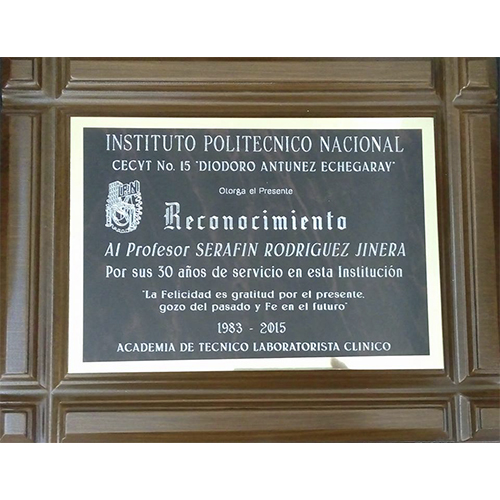 INSTITUTO POLITECNICO NACIONAL
CECYT No. 15 "DIODORO ANTUNEZ ECHEGARAY"
Otorga el Presente
IPN
Reconocimiento
Al Profesor SERAFIN RODRIGUEZ JINERA
Por sus 30 años de servicio en esta Institución
"La Felicidad es gratitud por el presente,
gozo del pasado y Fe en el futuro"
1983 - 2015
ACADEMIA DE TECNICO LABORATORISTA CLINICO